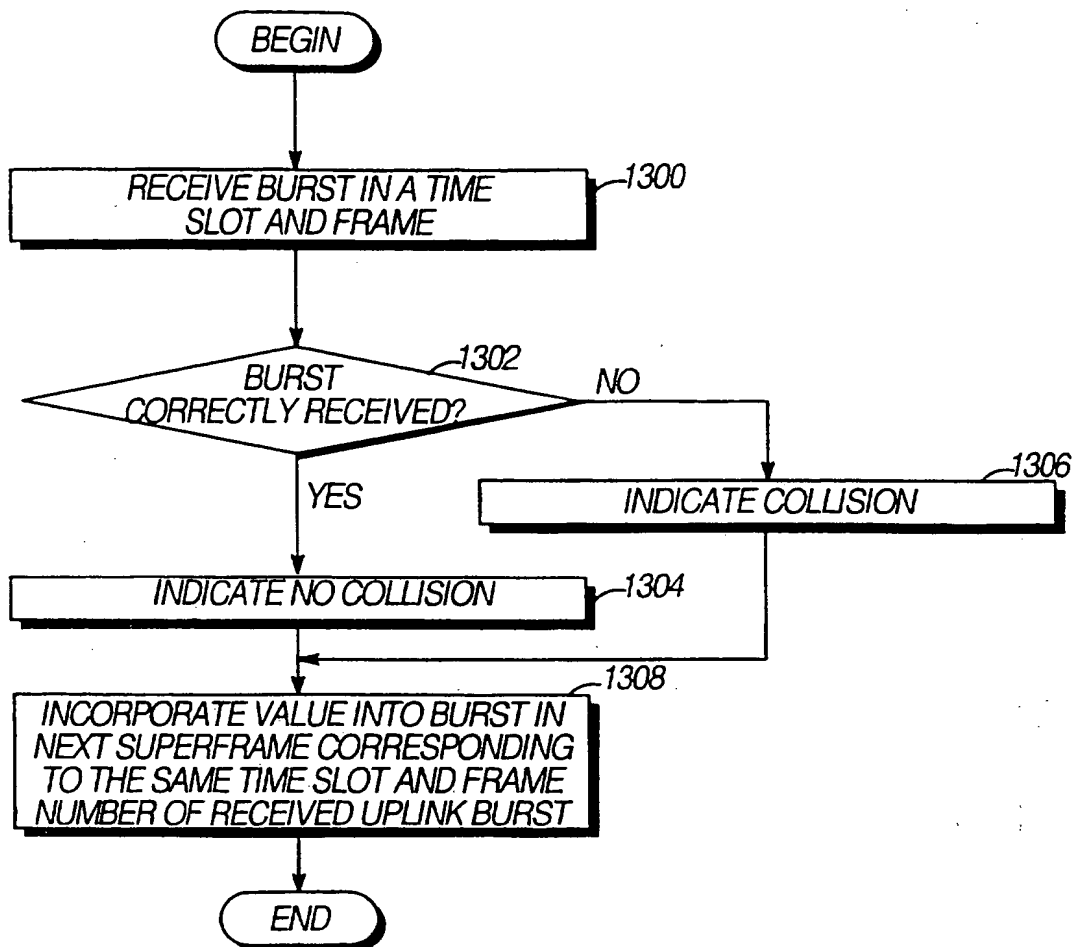 BEGIN
RECEIVE BURST IN A TIME
SLOT AND FRAME
1300
BURST
CORRECTLY RECEIVED?
1302
NO
YES
INDICATE COLLISION
1306
INDICATE NO COLLISION
1304
1308
INCORPORATE VALUE INTO BURST IN
NEXT SUPERFRAME CORRESPONDING
TO THE SAME TIME SLOT AND FRAME
NUMBER OF RECEIVED UPLINK BURST
END